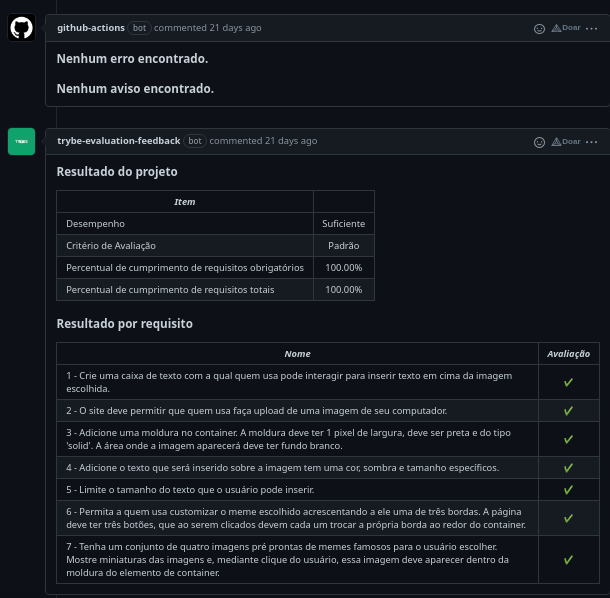 github-actions bot commented 21 days ago
Doar
Nenhum erro encontrado.
Nenhum aviso encontrado.
trybe-evaluation-feedback bot commented 21 days ago
Doar
Resultado do projeto
Item
Desempenho Suficiente
Critério de Avaliação Padrão
Percentual de cumprimento de requisitos obrigatórios 100.00%
Percentual de cumprimento de requisitos totais 100.00%
Resultado por requisito
Nome Avaliação
1 - Crie uma caixa de texto com a qual quem usa pode interagir para inserir texto em cima da imagem
escolhida.
2 - O site deve permitir que quem usa faça upload de uma imagem de seu computador.
3 - Adicione uma moldura no container. A moldura deve ter 1 pixel de largura, deve ser preta e do tipo
'solid'. A área onde a imagem aparecerá deve ter fundo branco.
4 - Adicione o texto que será inserido sobre a imagem tem uma cor, sombra e tamanho específicos.
5 - Limite o tamanho do texto que o usuário pode inserir.
6 - Permita a quem usa customizar o meme escolhido acrescentando a ele uma de três bordas. A página
deve ter três botões, que ao serem clicados devem cada um trocar a própria borda ao redor do container.
7 - Tenha um conjunto de quatro imagens pré prontas de memes famosos para o usuário escolher.
Mostre miniaturas das imagens e, mediante clique do usuário, essa imagem deve aparecer dentro da
moldura do elemento de container.